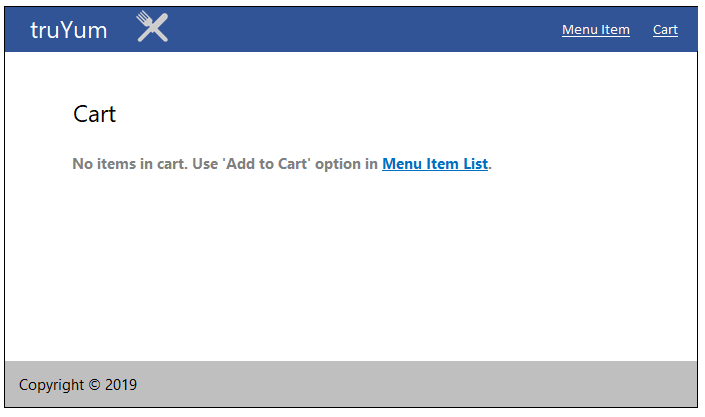 truYum Menu Item Cart
Cart
No items in cart. Use 'Add to Cart' option in Menu Item List.
Copyright © 2019